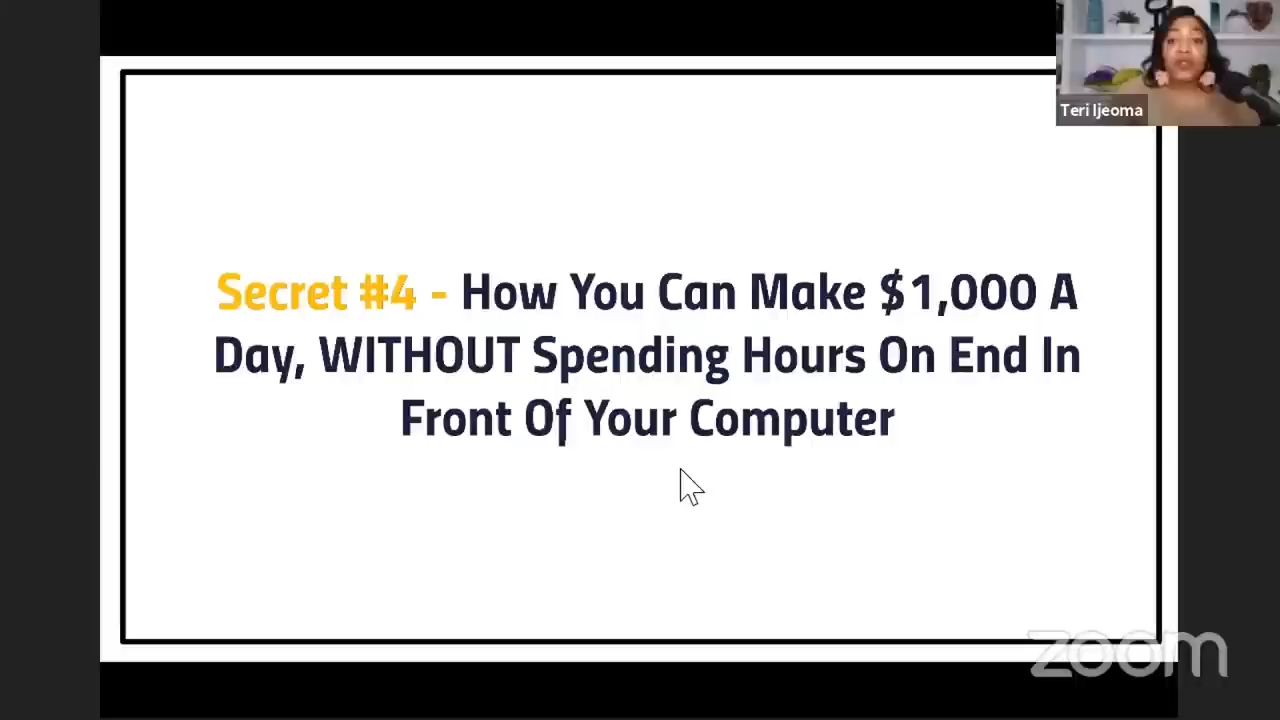 Teri Ijeoma
Secret #4 - How You Can Make $1,000 A
Day, WITHOUT Spending Hours On End In
Front Of Your Computer
zoom